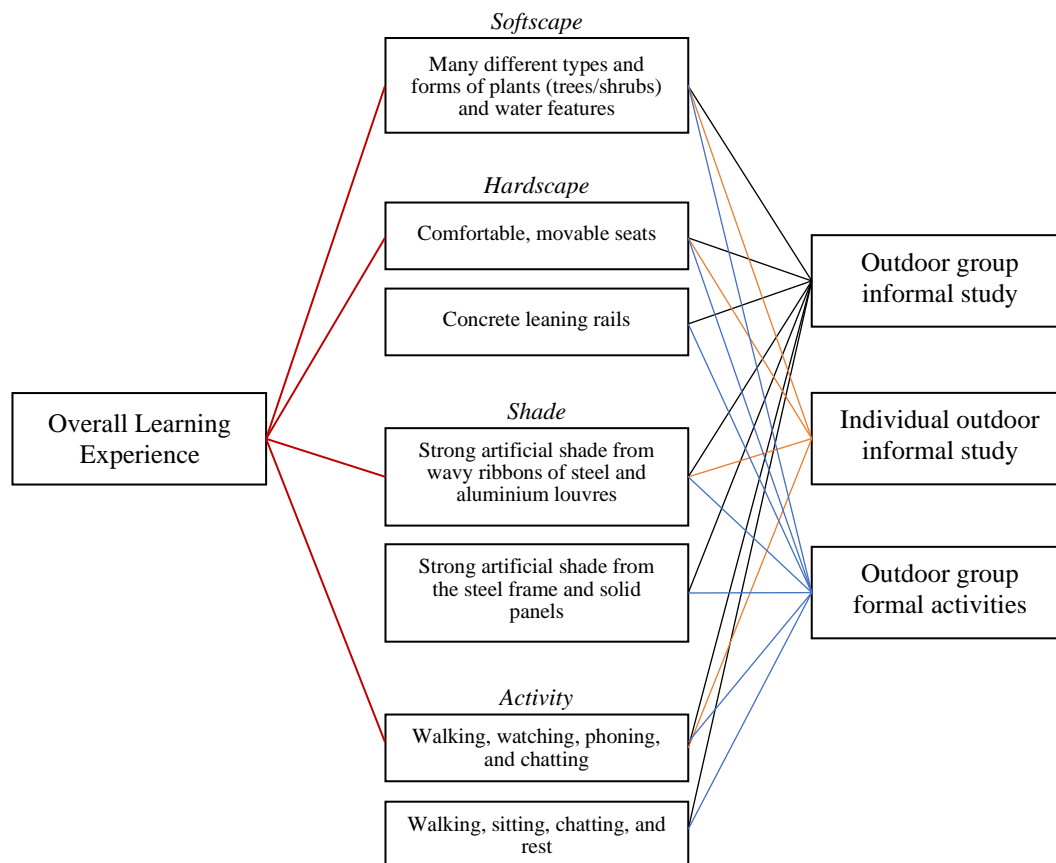 Softscape
Many different types and
forms of plants (trees/shrubs)
and water features
Hardscape
Comfortable, movable seats
Concrete leaning rails
Overall Learning
Experience
Shade
Strong artificial shade from
wavy ribbons of steel and
aluminium louvres
Strong artificial shade from
the steel frame and solid
panels
Activity
Walking, watching, phoning,
and chatting
Walking, sitting, chatting, and
rest
Outdoor group
informal study
Individual outdoor
informal study
Outdoor group
formal activities